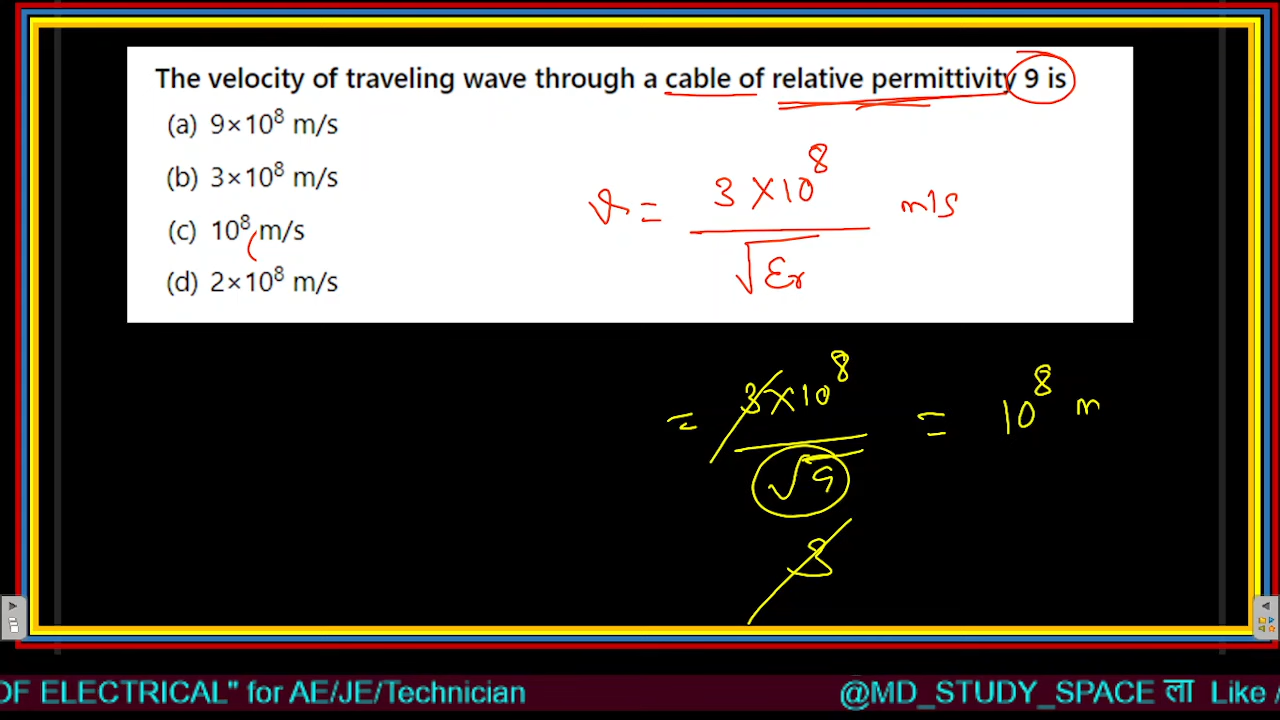 The velocity of traveling wave through a cable of relative permittivity 9 is
(a) 9×10⁸ m/s
(b) 3×10⁸ m/s
(c) 10⁸ m/s
(d) 2×10⁸ m/s
v = 3 × 10⁸ / √εr m/s
= 3 × 10⁸ / √9 = 10⁸ m
3
OF ELECTRICAL" for AE/JE/Technician @MD_STUDY_SPACE ला Like